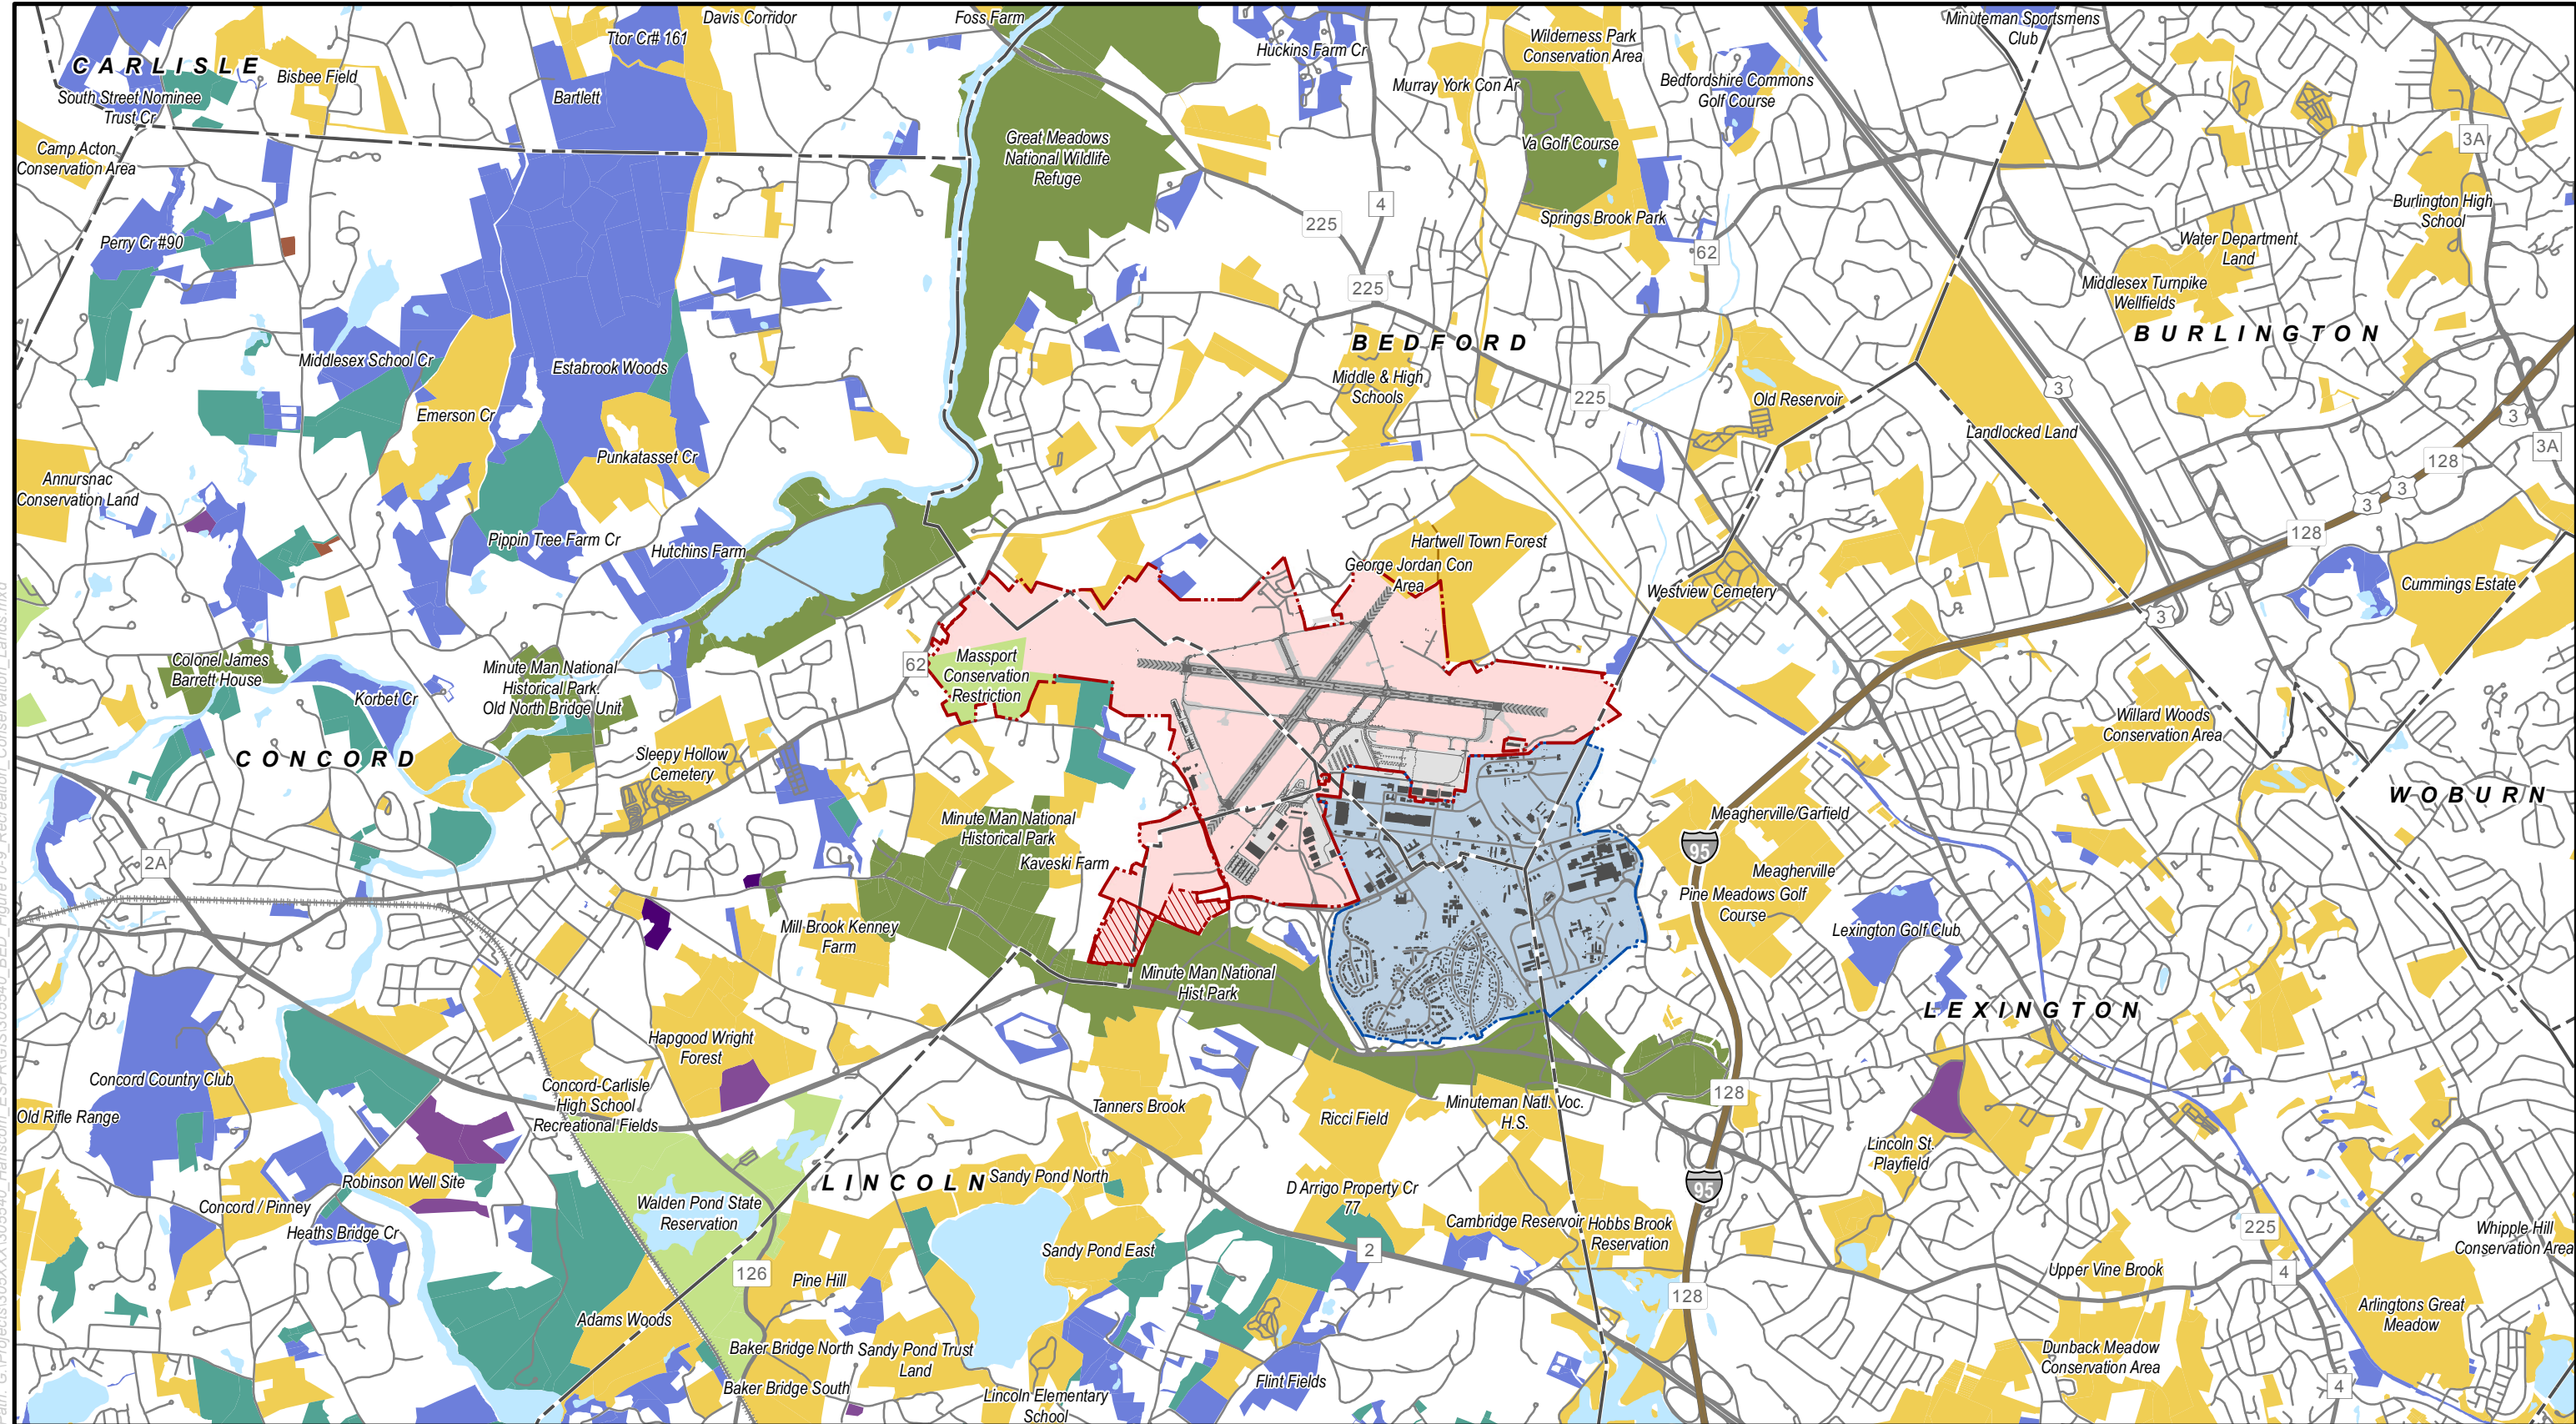 Davis Corridor
Foss Farm
Minuteman Sportsmens
Club
Ttor Cr# 161
Wilderness Park
Conservation Area
Huckins Farm Cr
CARLISLE
Bisbee Field
Bartlett
Murray York Con Ar
Bedfordshire Commons
Golf Course
South Street Nominee
Trust Cr
Great Meadows
National Wildlife
Refuge
Va Golf Course
3A
Camp Acton
Conservation Area
4
225
Springs Brook Park
Burlington High
School
Perry Cr #90
62
Water Department
Land
225
Middlesex Turnpike
Wellfields
BEDFORD
BURLINGTON
Middlesex School Cr
Estabrook Woods
Middle & High
Schools
225
3
Old Reservoir
3
Emerson Cr
Landlocked Land
3A
Punkatasset Cr
128
Annursnac
Conservation Land
3
3
Pippin Tree Farm Cr
Hutchins Farm
Hartwell Town Forest
128
George Jordan Con
Area
Westview Cemetery
Cummings Estate
3
Colonel James
Barrett House
Minute Man National
Historical Park.
Old North Bridge Unit
62
Massport
Conservation
Restriction
Korbet Cr
Willard Woods
Conservation Area
CONCORD
Sleepy Hollow
Cemetery
WOBURN
Minute Man National
Historical Park
Meagherville/Garfield
95
2A
Kaveski Farm
Meagherville
Pine Meadows Golf
Course
Mill Brook Kenney
Farm
Lexington Golf Club
Minute Man National
Hist Park
LEXINGTON
Hapgood Wright
Forest
Concord Country Club
Concord-Carlisle
High School
Recreational Fields
128
Old Rifle Range
Tanners Brook
Ricci Field
Minuteman Natl. Voc.
H.S.
Lincoln St.
Playfield
Robinson Well Site
LINCOLN
Sandy Pond North
95
Concord / Pinney
Walden Pond State
Reservation
D Arrigo Property Cr
77
Heaths Bridge Cr
Cambridge Reservoir
Hobbs Brook
Reservation
225
Whipple Hill
Conservation Area
Sandy Pond East
2
126
Pine Hill
Upper Vine Brook
4
128
Adams Woods
Arlingtons Great
Meadow
Baker Bridge North
Sandy Pond Trust
Land
Dunback Meadow
Conservation Area
Baker Bridge South
Flint Fields
4
Lincoln Elementary
School